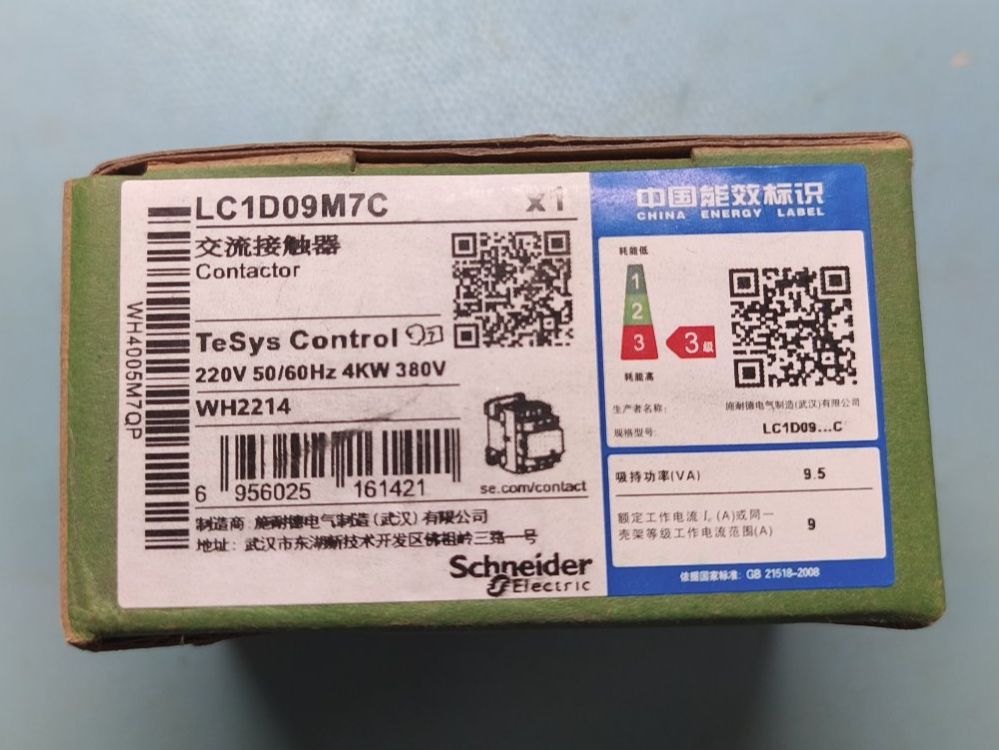 LC1D09M7C
x1
交流接触器
Contactor
TeSys Control
220V 50/60Hz 4KW 380V
WH2214
WH4005M7QP
6 956025 161421
se.com/contact
制造商: 施耐德电气制造(武汉)有限公司
地址: 武汉市东湖新技术开发区佛祖岭三路一号
Schneider
Electric
中国能效标识
CHINA ENERGY LABEL
耗能低
1
2
3
3级
耗能高
生产者名称: 施耐德电气制造(武汉)有限公司
规格型号: LC1D09...C
吸持功率(VA) 9.5
额定工作电流 Ie (A)或同一
壳架等级工作电流范围(A) 9
依据国家标准: GB 21518-2008